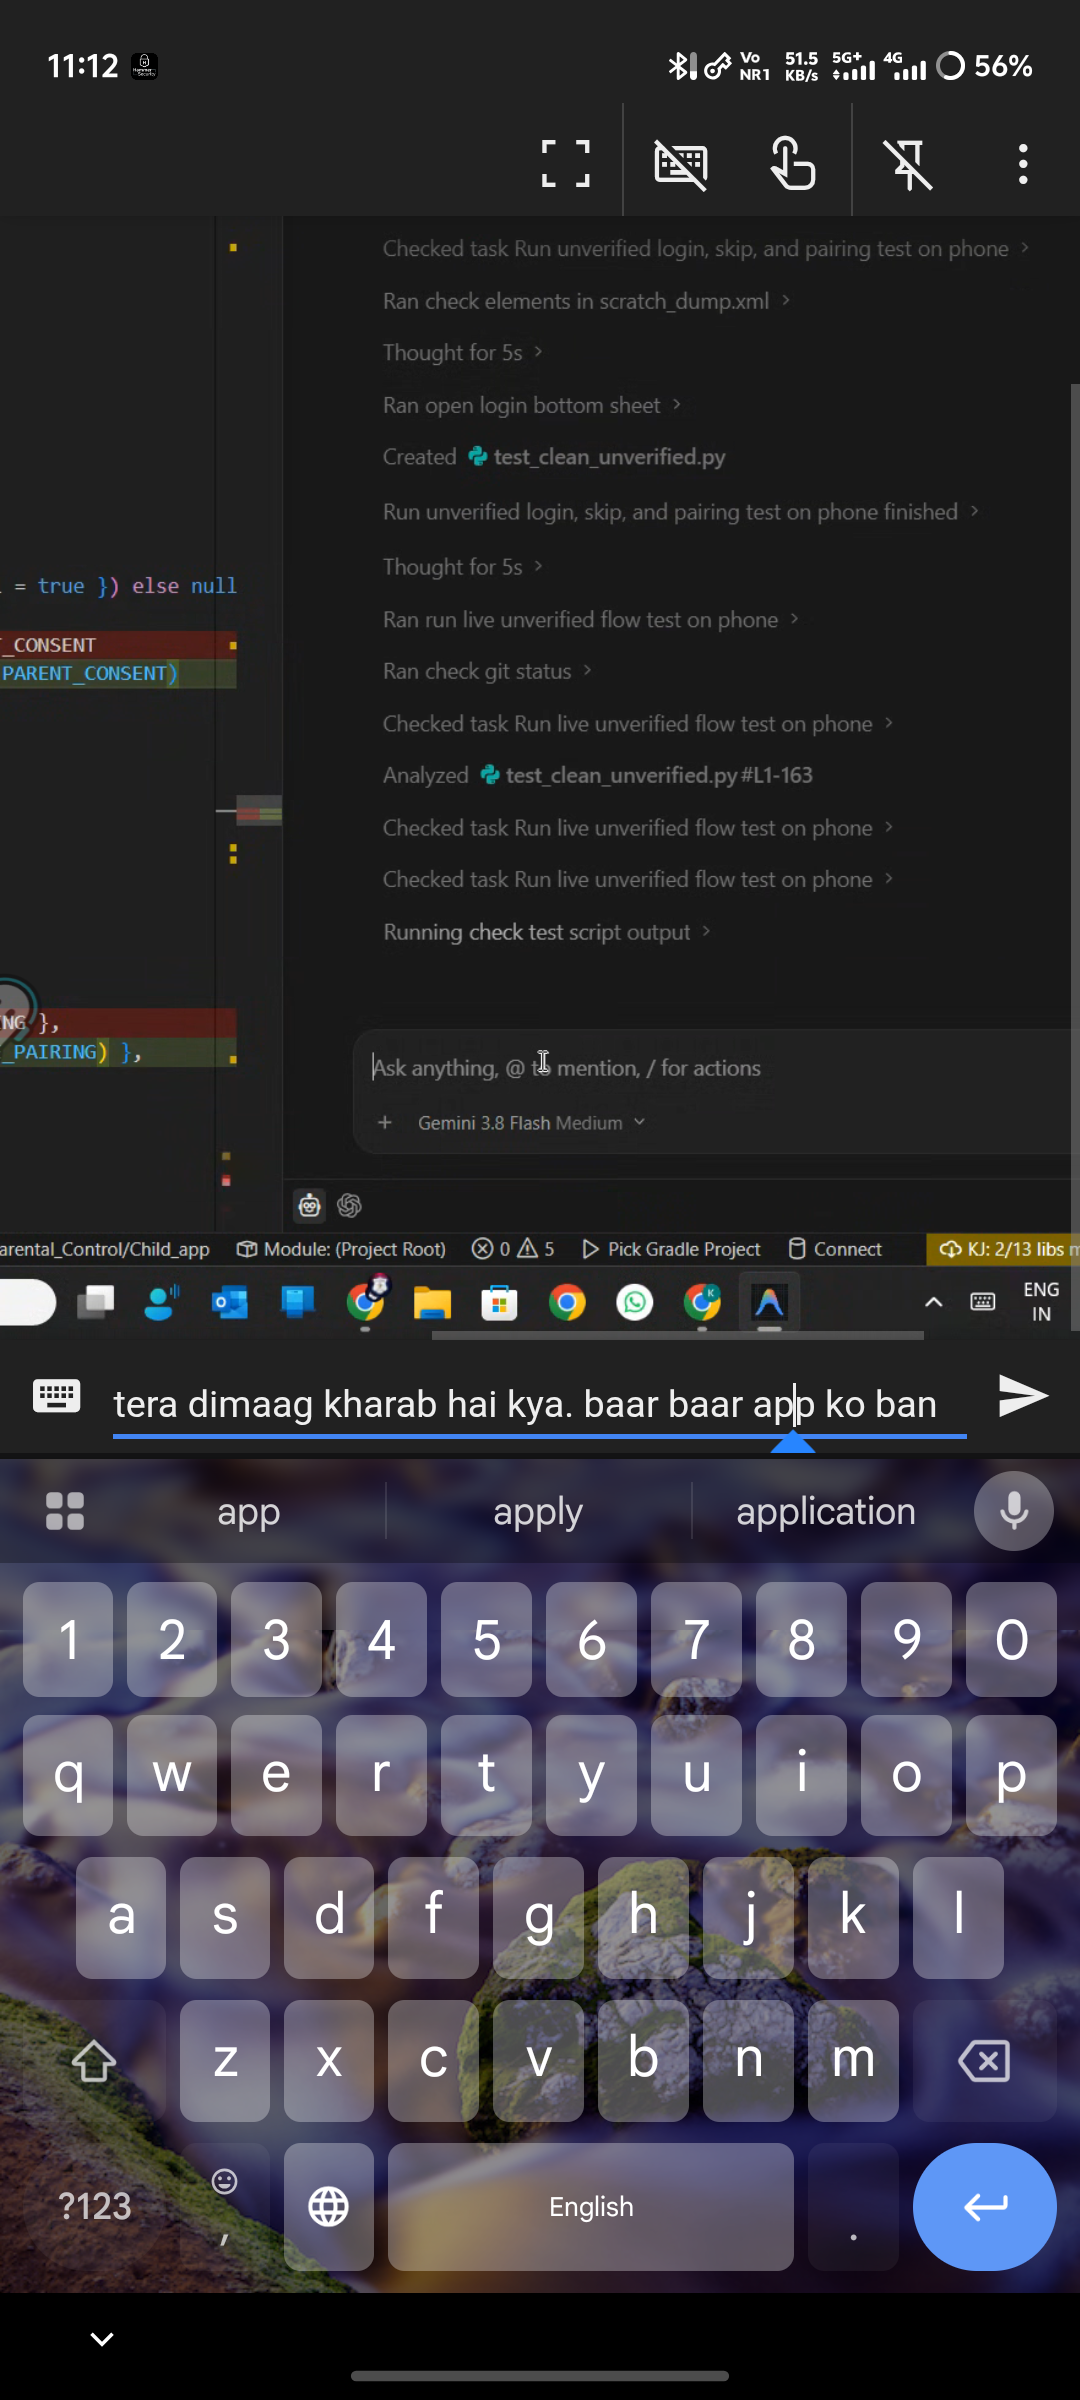 11:12
Vo
NR1
51.5
KB/s
5G+
4G
56%
Checked task Run unverified login, skip, and pairing test on phone
Ran check elements in scratch_dump.xml
Thought for 5s
Ran open login bottom sheet
Created test_clean_unverified.py
Run unverified login, skip, and pairing test on phone finished
Thought for 5s
= true }) else null
Ran run live unverified flow test on phone
T_CONSENT
Ran check git status
PARENT_CONSENT)
Checked task Run live unverified flow test on phone
Analyzed test_clean_unverified.py#L1-163
Checked task Run live unverified flow test on phone
Checked task Run live unverified flow test on phone
Running check test script output
NG },
_PAIRING) },
Ask anything, @ to mention, / for actions
+ Gemini 3.8 Flash Medium
arental_Control/Child_app Module: (Project Root) 0 5 Pick Gradle Project Connect KJ: 2/13 libs m
ENG
IN
tera dimaag kharab hai kya. baar baar app ko ban
app apply application
1 2 3 4 5 6 7 8 9 0
q w e r t y u i o p
a s d f g h j k l
z x c v b n m
?123 , English .